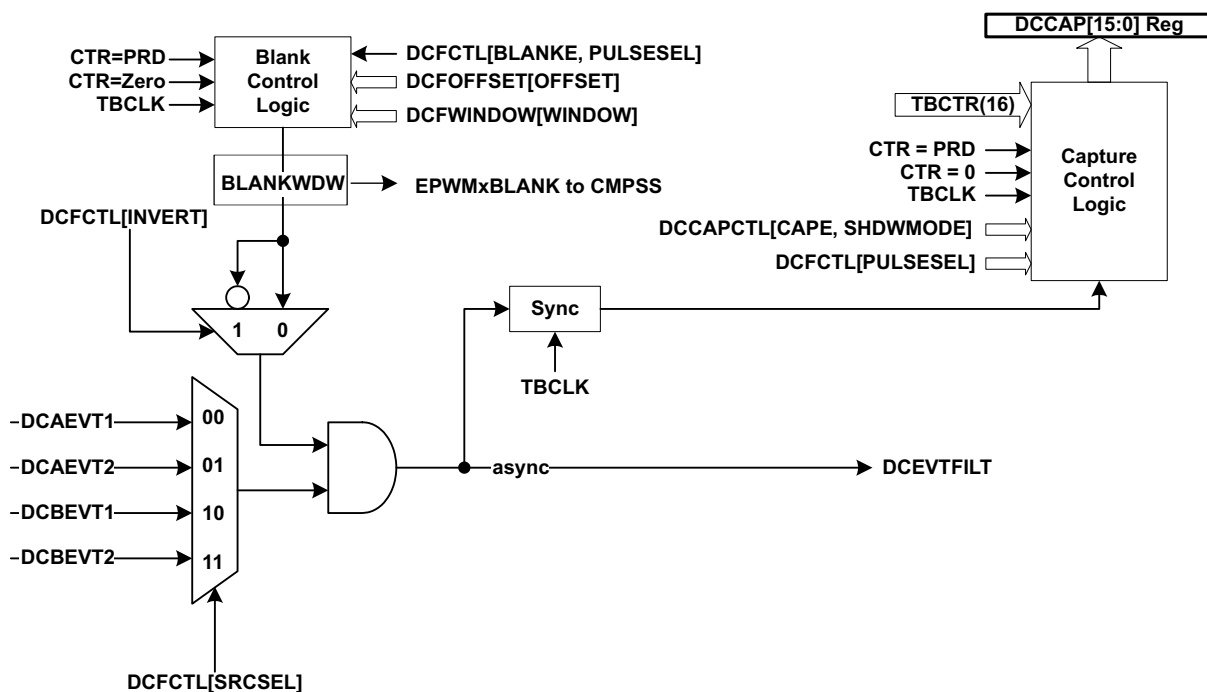 DCCAP[15:0] Reg
CTR=PRD
CTR=Zero
TBCLK
Blank
Control
Logic
DCFCTL[BLANKE, PULSESEL]
DCFOFFSET[OFFSET]
DCFWINDOW[WINDOW]
TBCTR(16)
CTR = PRD
CTR = 0
TBCLK
Capture
Control
Logic
BLANKWDW
EPWMxBLANK to CMPSS
DCFCTL[INVERT]
DCCAPCTL[CAPE, SHDWMODE]
DCFCTL[PULSESEL]
1 0
Sync
TBCLK
DCAEVT1
DCAEVT2
DCBEVT1
DCBEVT2
00
01
10
11
async
DCEVTFILT
DCFCTL[SRCSEL]